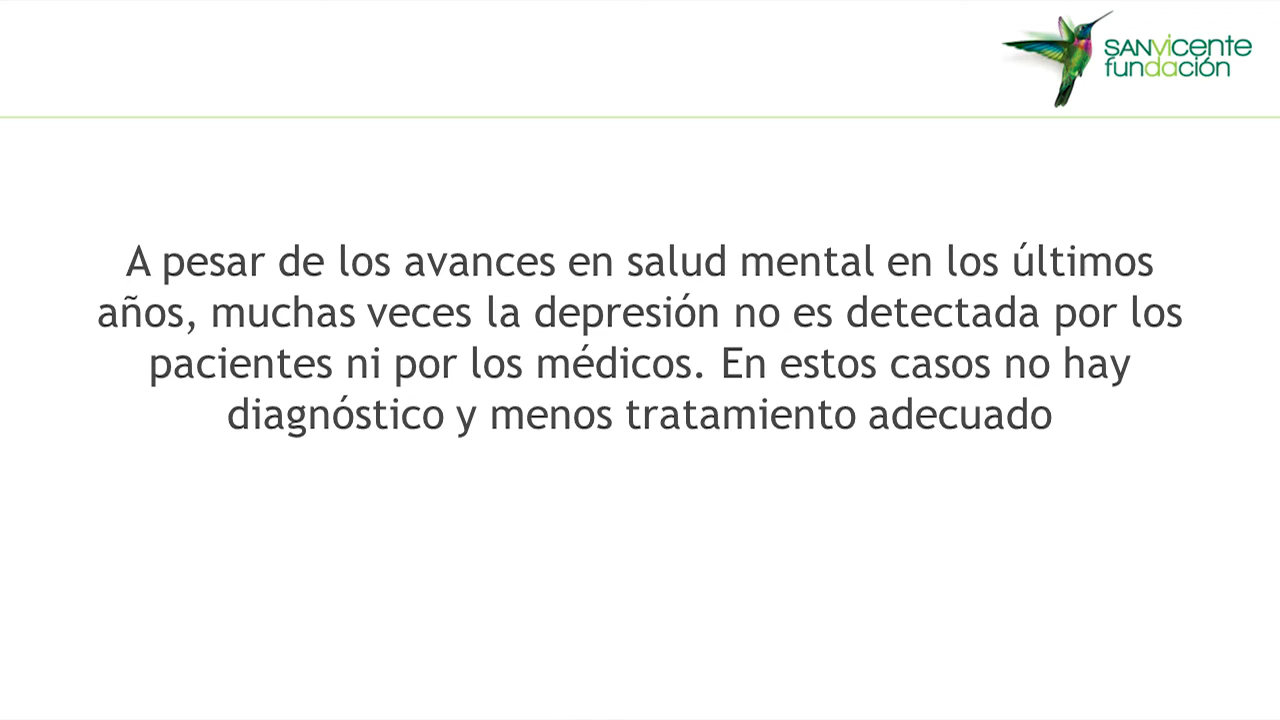 SANvicente
fundación
A pesar de los avances en salud mental en los últimos
años, muchas veces la depresión no es detectada por los
pacientes ni por los médicos. En estos casos no hay
diagnóstico y menos tratamiento adecuado